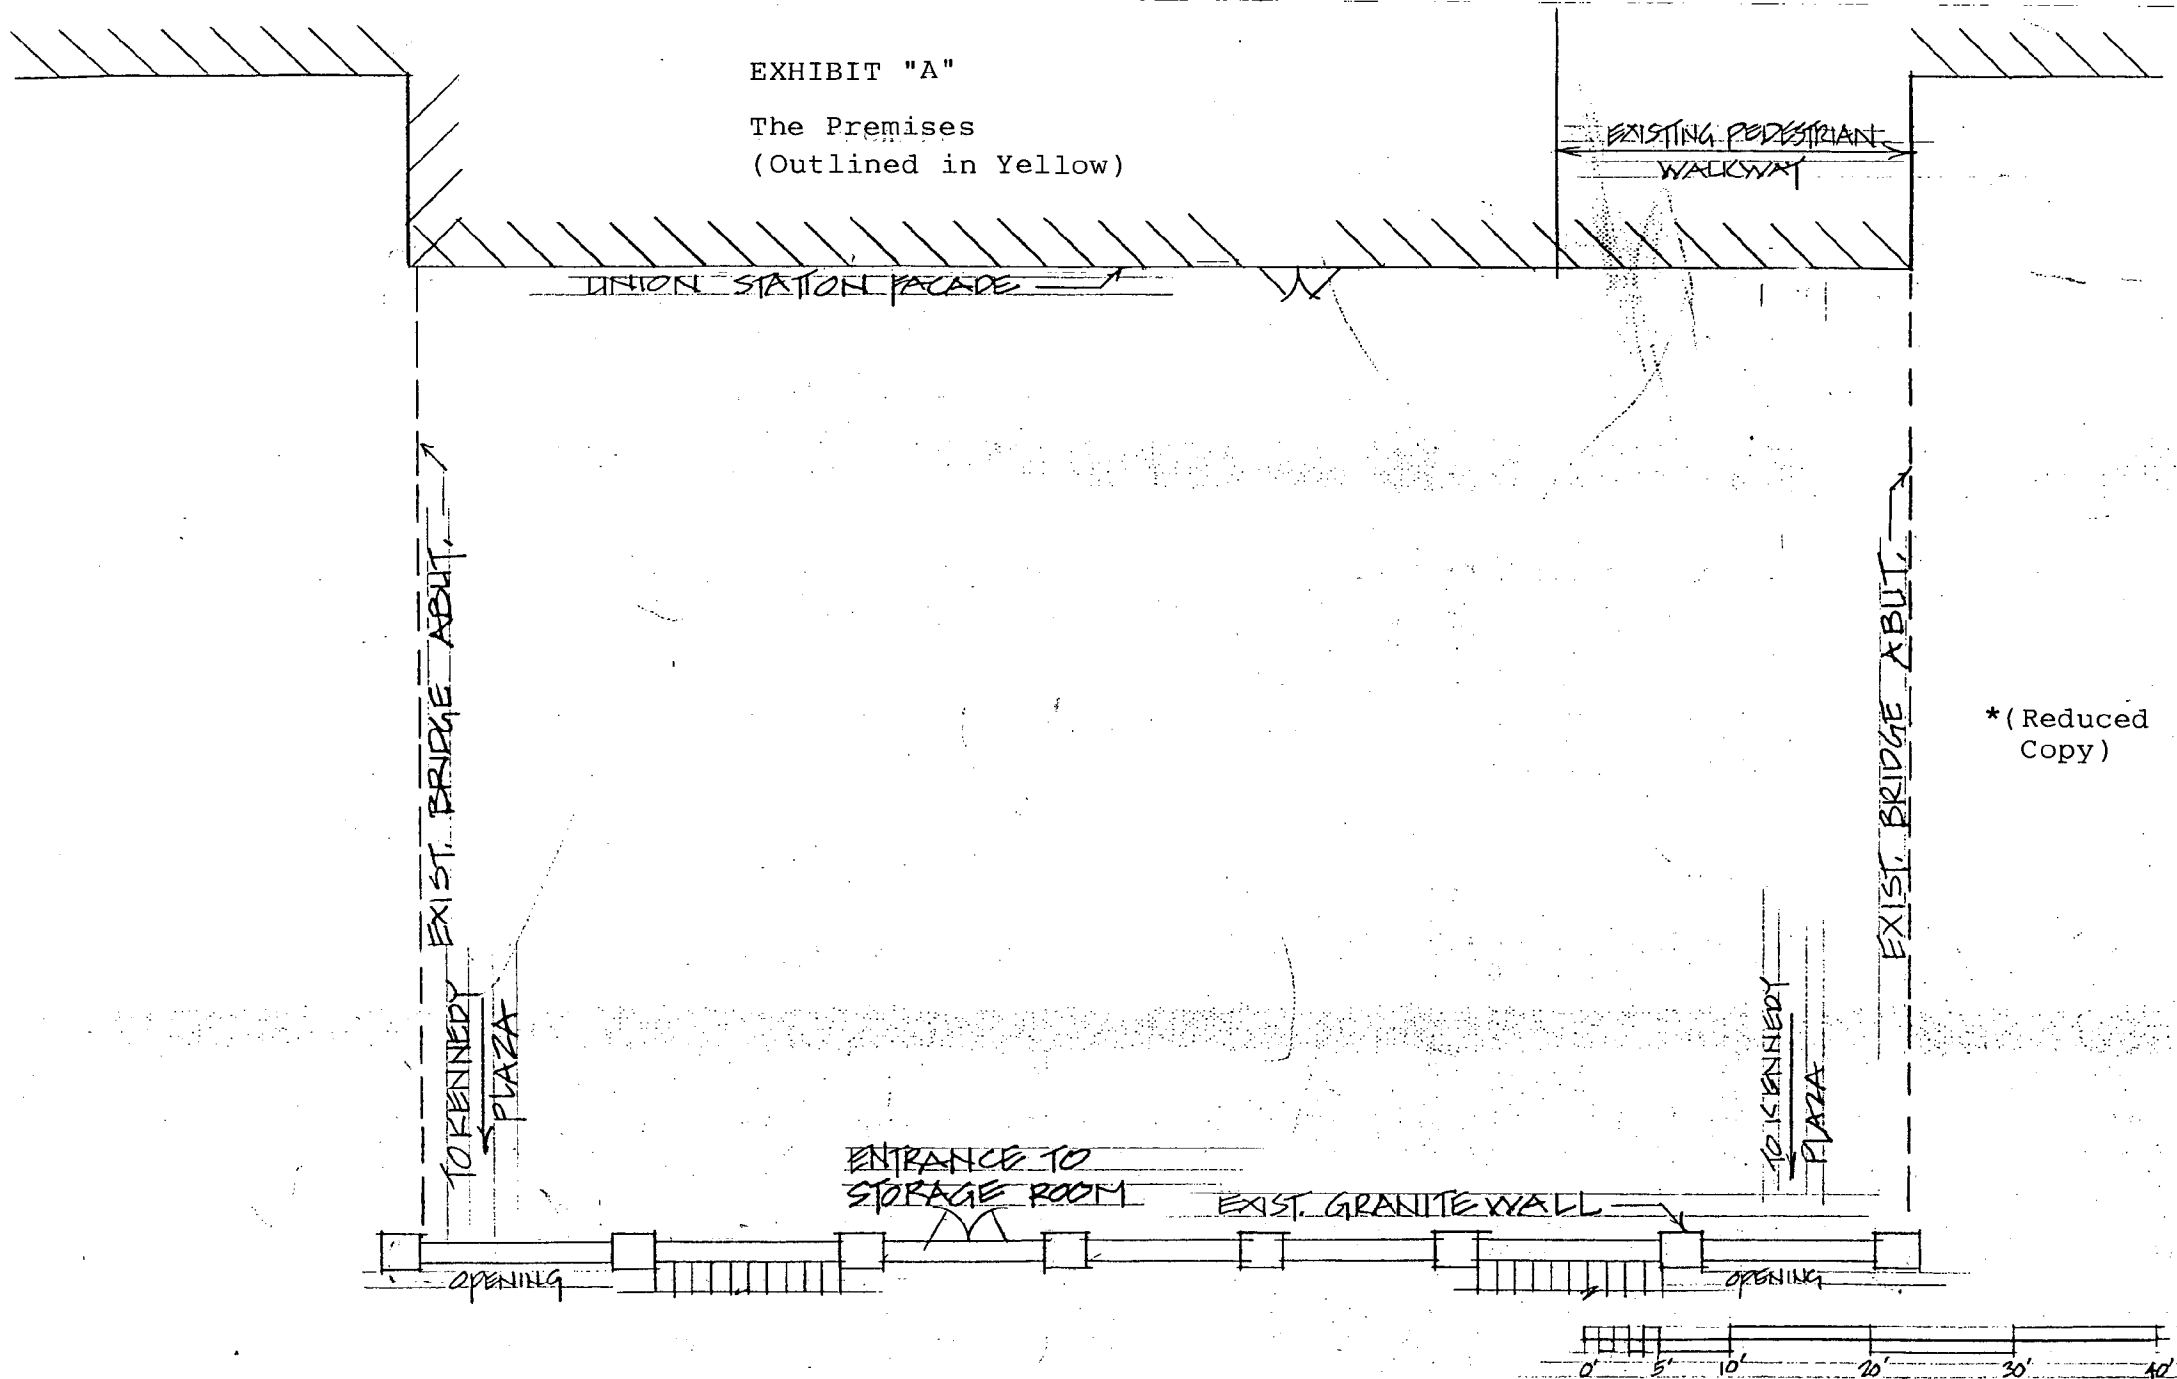 EXHIBIT "A"
The Premises
(Outlined in Yellow)
EXISTING PEDESTRIAN
WALKWAY
UNION STATION FACADE
EXIST. BRIDGE ABUT.
EXIST. BRIDGE ABUT.
*(Reduced
Copy)
TO KENNEDY
PLAZA
TO KENNEDY
PLAZA
ENTRANCE TO
STORAGE ROOM
EXIST. GRANITE WALL
OPENING
OPENING
0' 5' 10' 20' 30' 40'